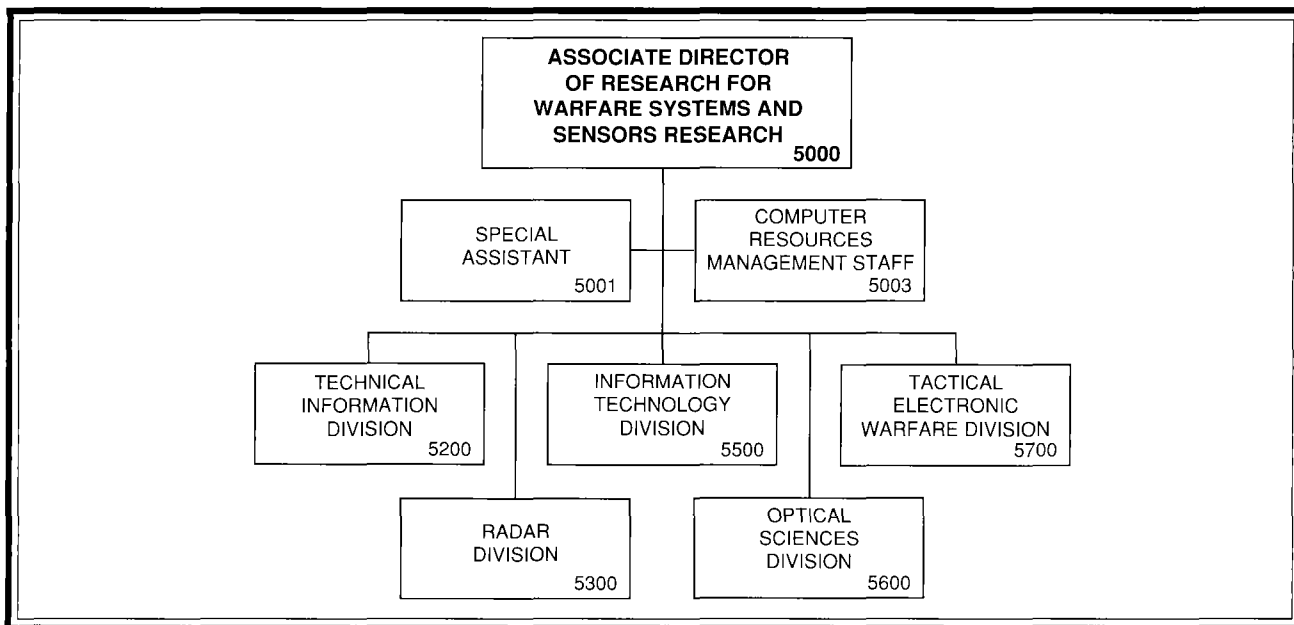 ASSOCIATE DIRECTOR
OF RESEARCH FOR
WARFARE SYSTEMS AND
SENSORS RESEARCH
5000
SPECIAL
ASSISTANT
5001
COMPUTER
RESOURCES
MANAGEMENT STAFF
5003
TECHNICAL
INFORMATION
DIVISION
5200
INFORMATION
TECHNOLOGY
DIVISION
5500
TACTICAL
ELECTRONIC
WARFARE DIVISION
5700
RADAR
DIVISION
5300
OPTICAL
SCIENCES
DIVISION
5600